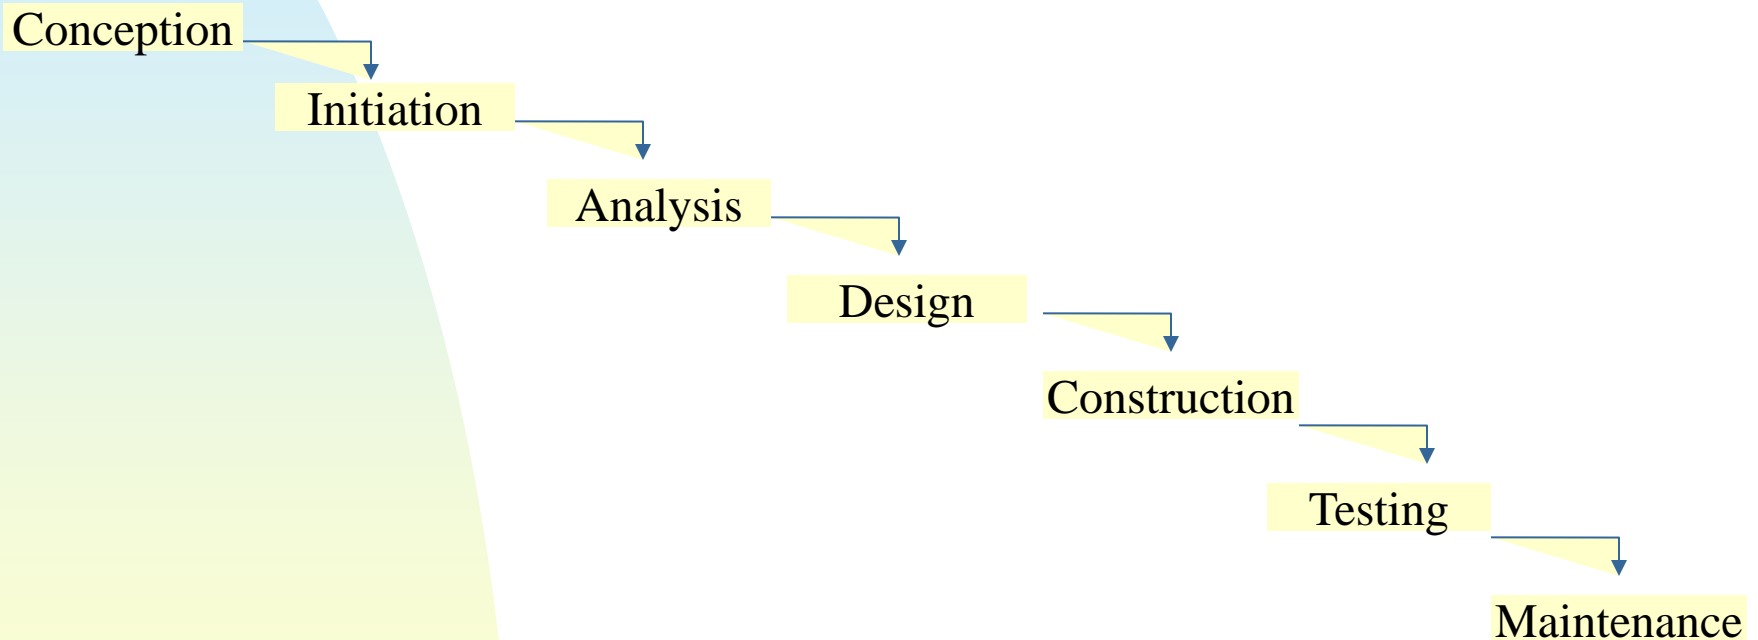 Conception
Initiation
Analysis
Design
Construction
Testing
Maintenance